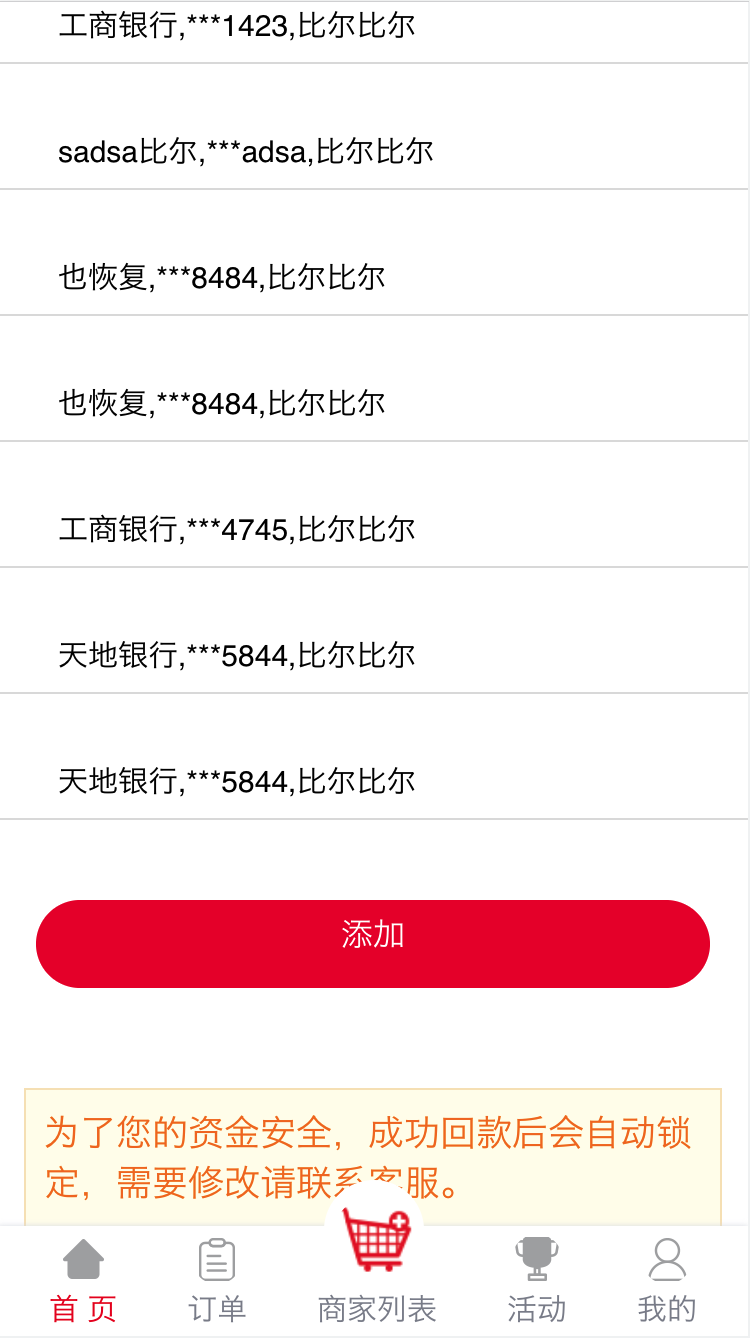 工商银行,***1423,比尔比尔
sadsa比尔,***adsa,比尔比尔
也恢复,***8484,比尔比尔
也恢复,***8484,比尔比尔
工商银行,***4745,比尔比尔
天地银行,***5844,比尔比尔
天地银行,***5844,比尔比尔
添加
为了您的资金安全，成功回款后会自动锁
定，需要修改请联系客服。
首 页 订单 商家列表 活动 我的